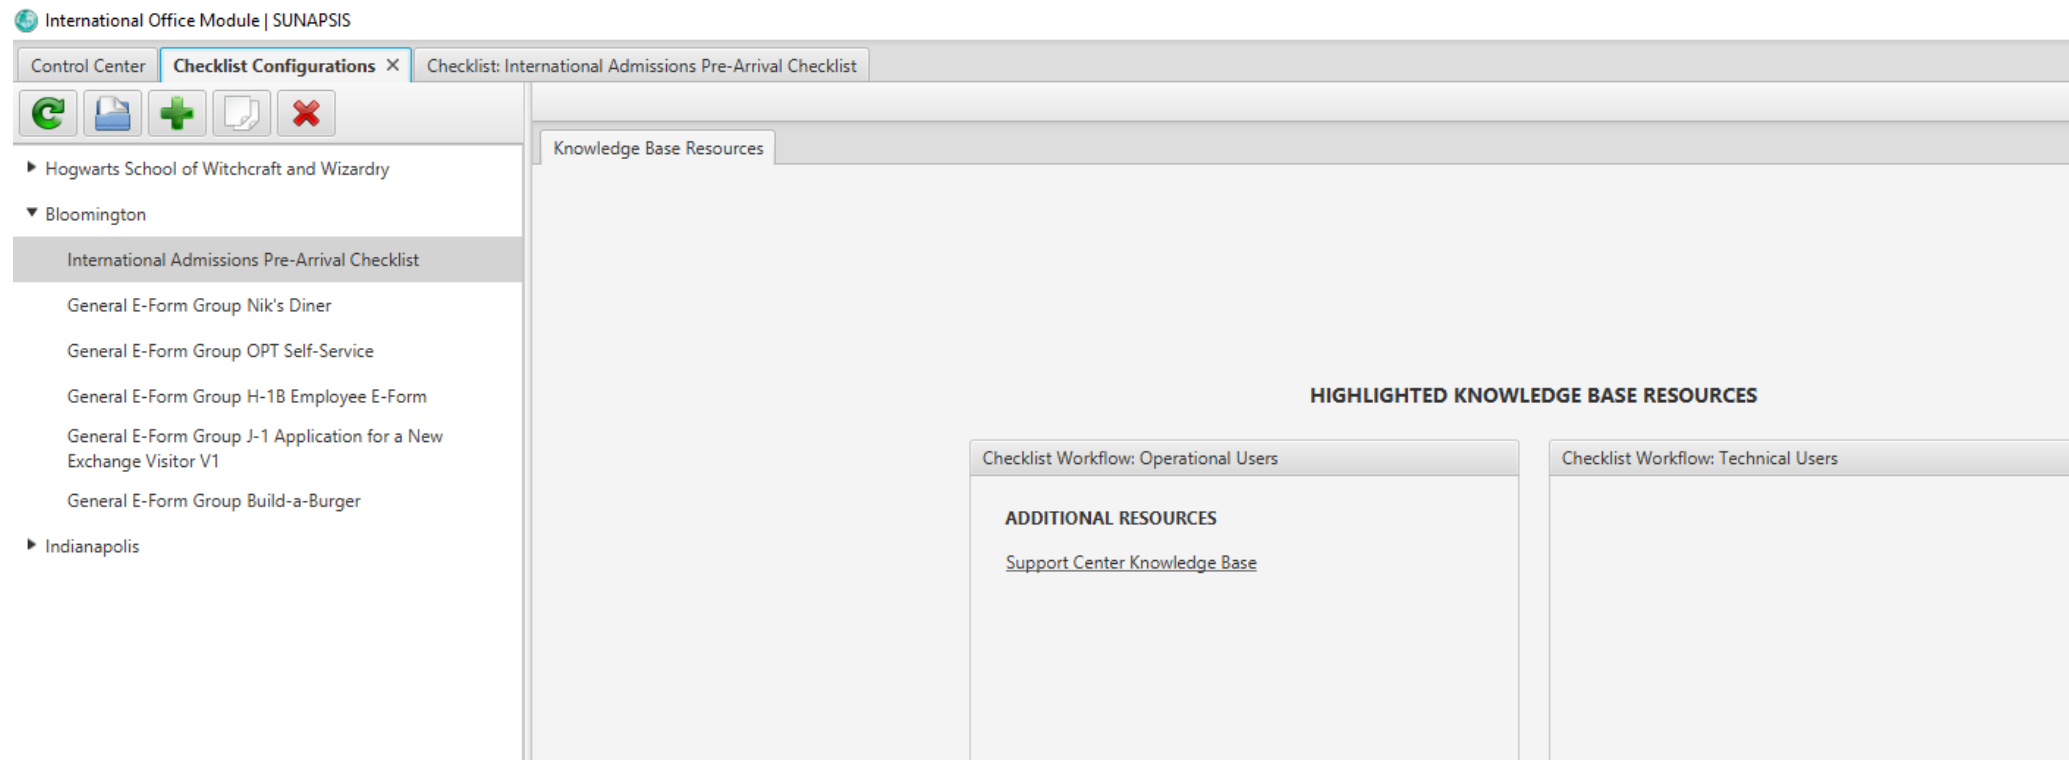 International Office Module | SUNAPSIS
Control Center
Checklist Configurations
Checklist: International Admissions Pre-Arrival Checklist
Knowledge Base Resources
Hogwarts School of Witchcraft and Wizardry
Bloomington
International Admissions Pre-Arrival Checklist
General E-Form Group Nik's Diner
General E-Form Group OPT Self-Service
General E-Form Group H-1B Employee E-Form
General E-Form Group J-1 Application for a New
Exchange Visitor V1
General E-Form Group Build-a-Burger
Indianapolis
HIGHLIGHTED KNOWLEDGE BASE RESOURCES
Checklist Workflow: Operational Users
ADDITIONAL RESOURCES
Support Center Knowledge Base
Checklist Workflow: Technical Users